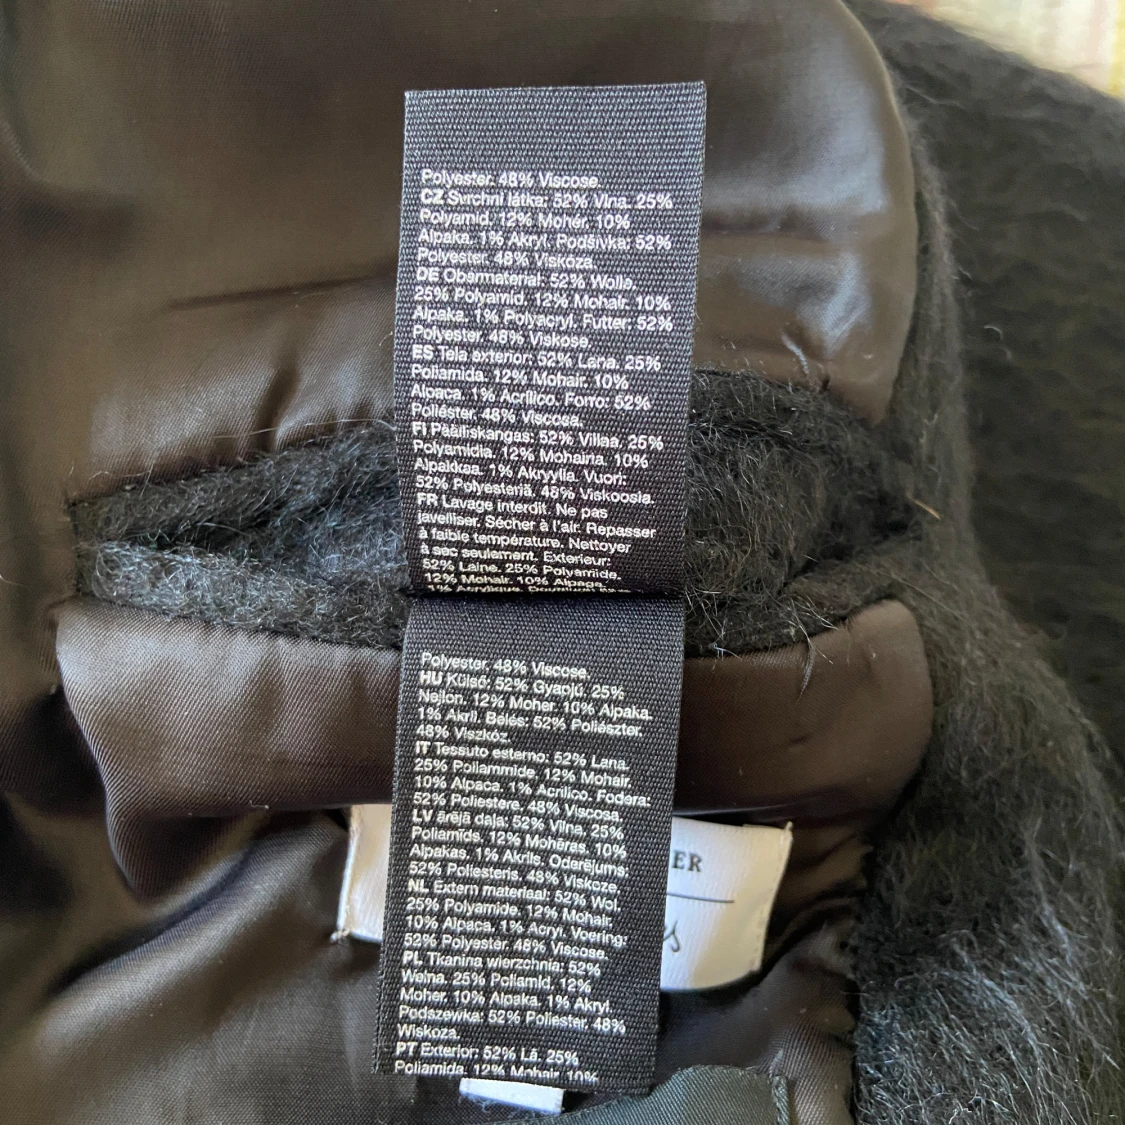 Polyester. 48% Viscose.
CZ Svrchní látka: 52% Vlna. 25%
Polyamid. 12% Mohér. 10%
Alpaka. 1% Akryl. Podšívka: 52%
Polyester. 48% Viskóza.
DE Obermaterial: 52% Wolle.
25% Polyamid. 12% Mohair. 10%
Alpaka. 1% Polyacryl. Futter: 52%
Polyester. 48% Viskose.
ES Tela exterior: 52% Lana. 25%
Poliamida. 12% Mohair. 10%
Alpaca. 1% Acrílico. Forro: 52%
Poliéster. 48% Viscosa.
FI Päälliskangas: 52% Villaa. 25%
Polyamidia. 12% Mohairia. 10%
Alpakkaa. 1% Akryylla. Vuori:
52% Polyesteriä. 48% Viskoosia.
FR Lavage interdit. Ne pas
javelliser. Sécher à l'air. Repasser
à faible température. Nettoyer
à sec seulement. Exterieur:
52% Laine. 25% Polyamide.
12% Mohair. 10% Alpaga.
1% Acrylique.
Polyester. 48% Viscose.
HU Külső: 52% Gyapjú. 25%
Nejlon. 12% Moher. 10% Alpaka.
1% Akril. Belés: 52% Poliészter.
48% Viszkóz.
IT Tessuto esterno: 52% Lana.
25% Poliammide. 12% Mohair.
10% Alpaca. 1% Acrilico. Fodera:
52% Poliestere. 48% Viscosa.
LV ārējā daļa: 52% Vilna. 25%
Poliamīds. 12% Mohēras. 10%
Alpakas. 1% Akrils. Oderējums:
52% Poliesteris. 48% Viskoze.
NL Extern materiaal: 52% Wol.
25% Polyamide. 12% Mohair.
10% Alpaca. 1% Acryl. Voering:
52% Polyester. 48% Viscose.
PL Tkanina wierzchnia: 52%
Wełna. 25% Poliamid. 12%
Moher. 10% Alpaka. 1% Akryl.
Podszewka: 52% Poliester. 48%
Wiskoza.
PT Exterior: 52% Lã. 25%
Poliamida. 12% Mohair. 10%
ER